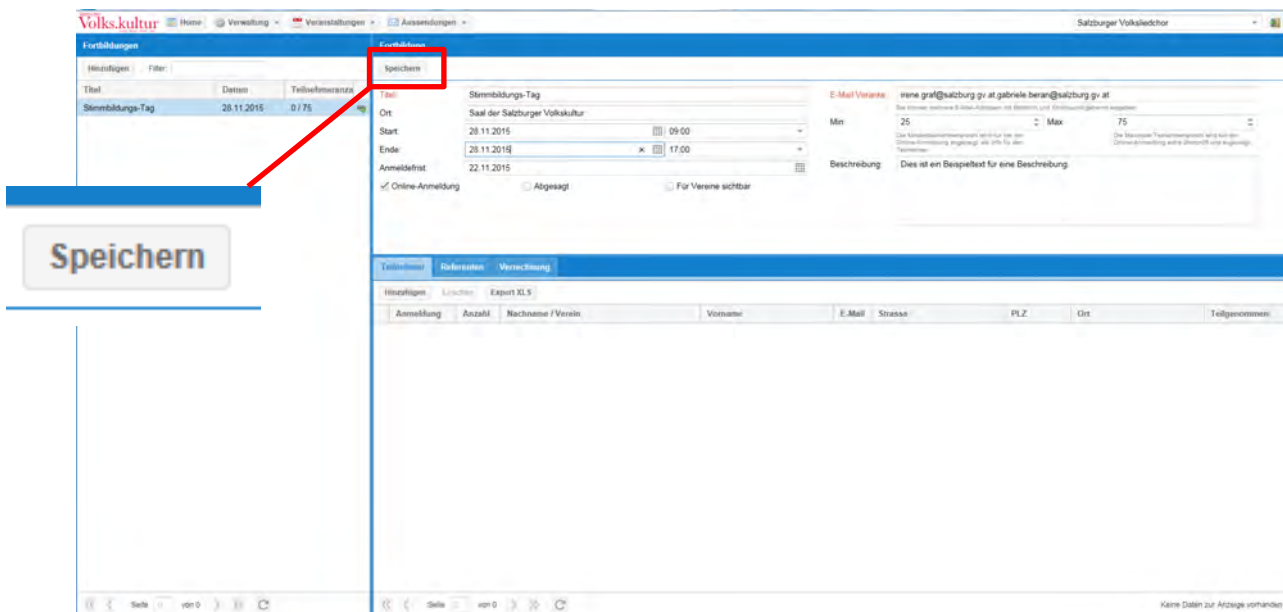 Volks.kultur Home Verwaltung Veranstaltungen Aussendungen Salzburger Volksliedchor
Fortbildungen
Fortbildung
Hinzufügen Filter:
Speichern
Titel Datum Teilnehmeranza
Stimmbildungs-Tag 28.11.2015 0 / 75
Titel: Stimmbildungs-Tag
Ort: Saal der Salzburger Volkskultur
Start: 28.11.2015 09:00
Ende: 28.11.2015 17:00
Anmeldefrist: 22.11.2015
Online-Anmeldung Abgesagt Für Vereine sichtbar
E-Mail Verantw. irene.graf@salzburg.gv.at;gabriele.beran@salzburg.gv.at
Min: 25 Max: 75
Beschreibung: Dies ist ein Beispieltext für eine Beschreibung.
Speichern
Teilnehmer Referenten Verrechnung
Hinzufügen Löschen Export XLS
Anmeldung Anzahl Nachname / Verein Vorname E-Mail Strasse PLZ Ort Teilgenommen
Seite von 0
Seite von 0
Keine Daten zur Anzeige vorhanden